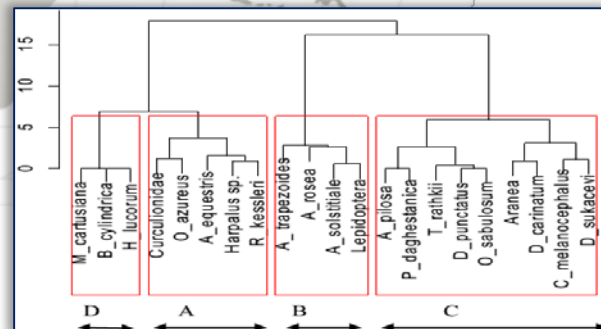 15
10
5
0
M_cartusiana
B_cylindrica
H_lucorum
Curculionidae
O_azureus
A_equestris
Harpalus sp.
R_kessleri
A_trapezoides
A_rosea
A_solstitiale
Lepidoptera
A_pilosa
P_daghestanica
T_rathkii
D_punctatus
O_sabulosum
Aranea
D_carinatum
C_melanocephalus
D_sukacevi
D
A
B
C